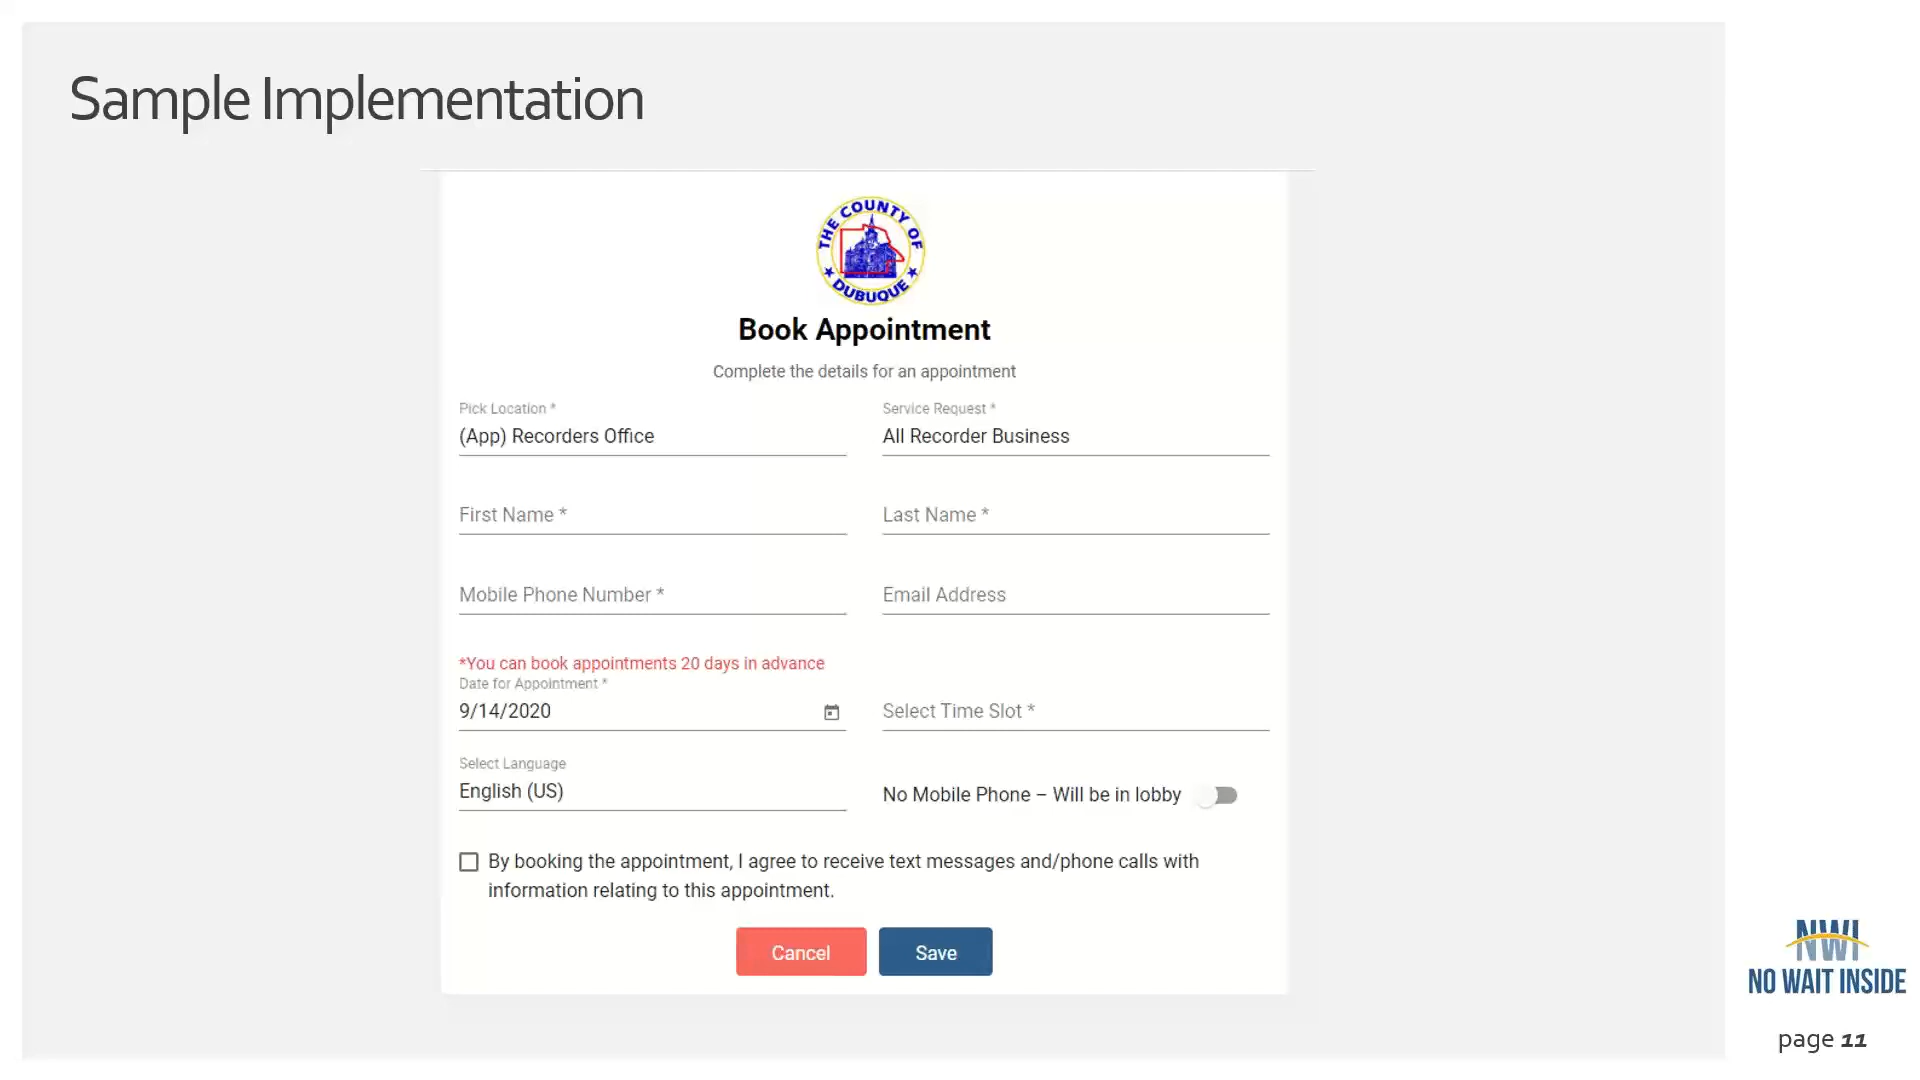 Sample Implementation
THE COUNTY OF
DUBUQUE
Book Appointment
Complete the details for an appointment
Pick Location *
(App) Recorders Office
Service Request *
All Recorder Business
First Name *
Last Name *
Mobile Phone Number *
Email Address
*You can book appointments 20 days in advance
Date for Appointment *
9/14/2020
Select Time Slot *
Select Language
English (US)
No Mobile Phone – Will be in lobby
By booking the appointment, I agree to receive text messages and/phone calls with
information relating to this appointment.
Cancel
Save
NWI
NO WAIT INSIDE
page 11